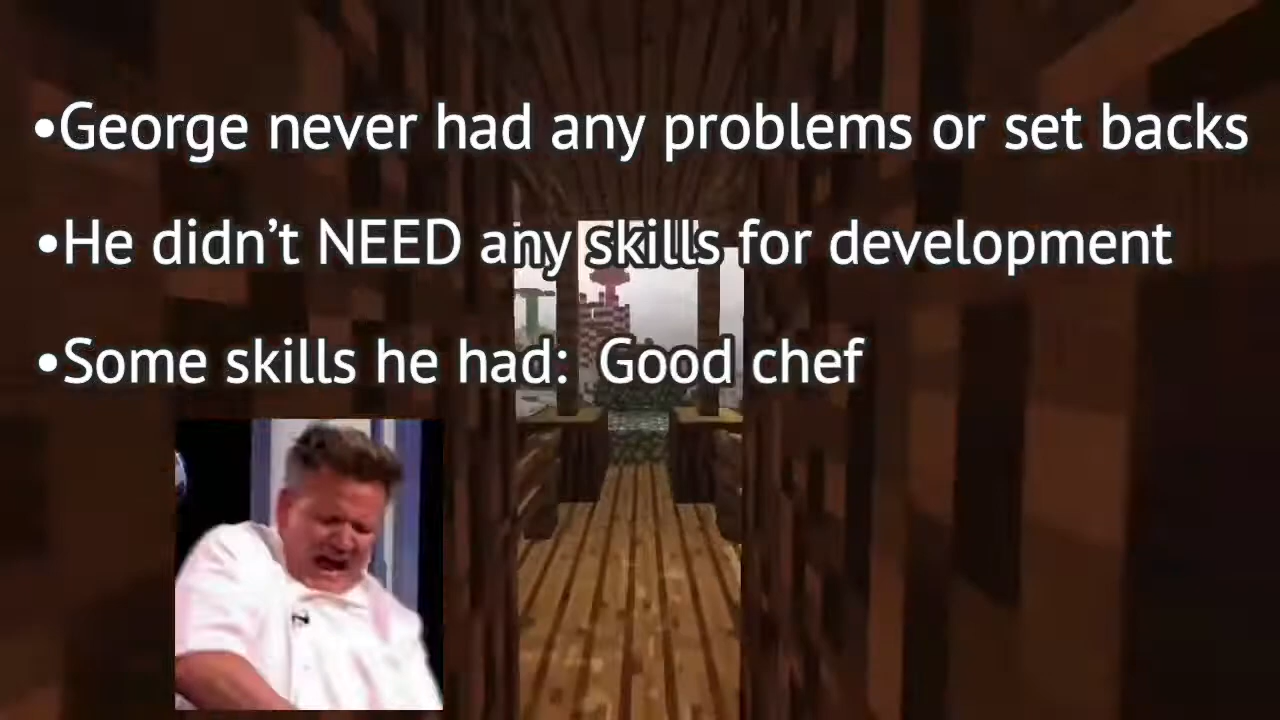 •George never had any problems or set backs
•He didn’t NEED any skills for development
•Some skills he had:  Good chef